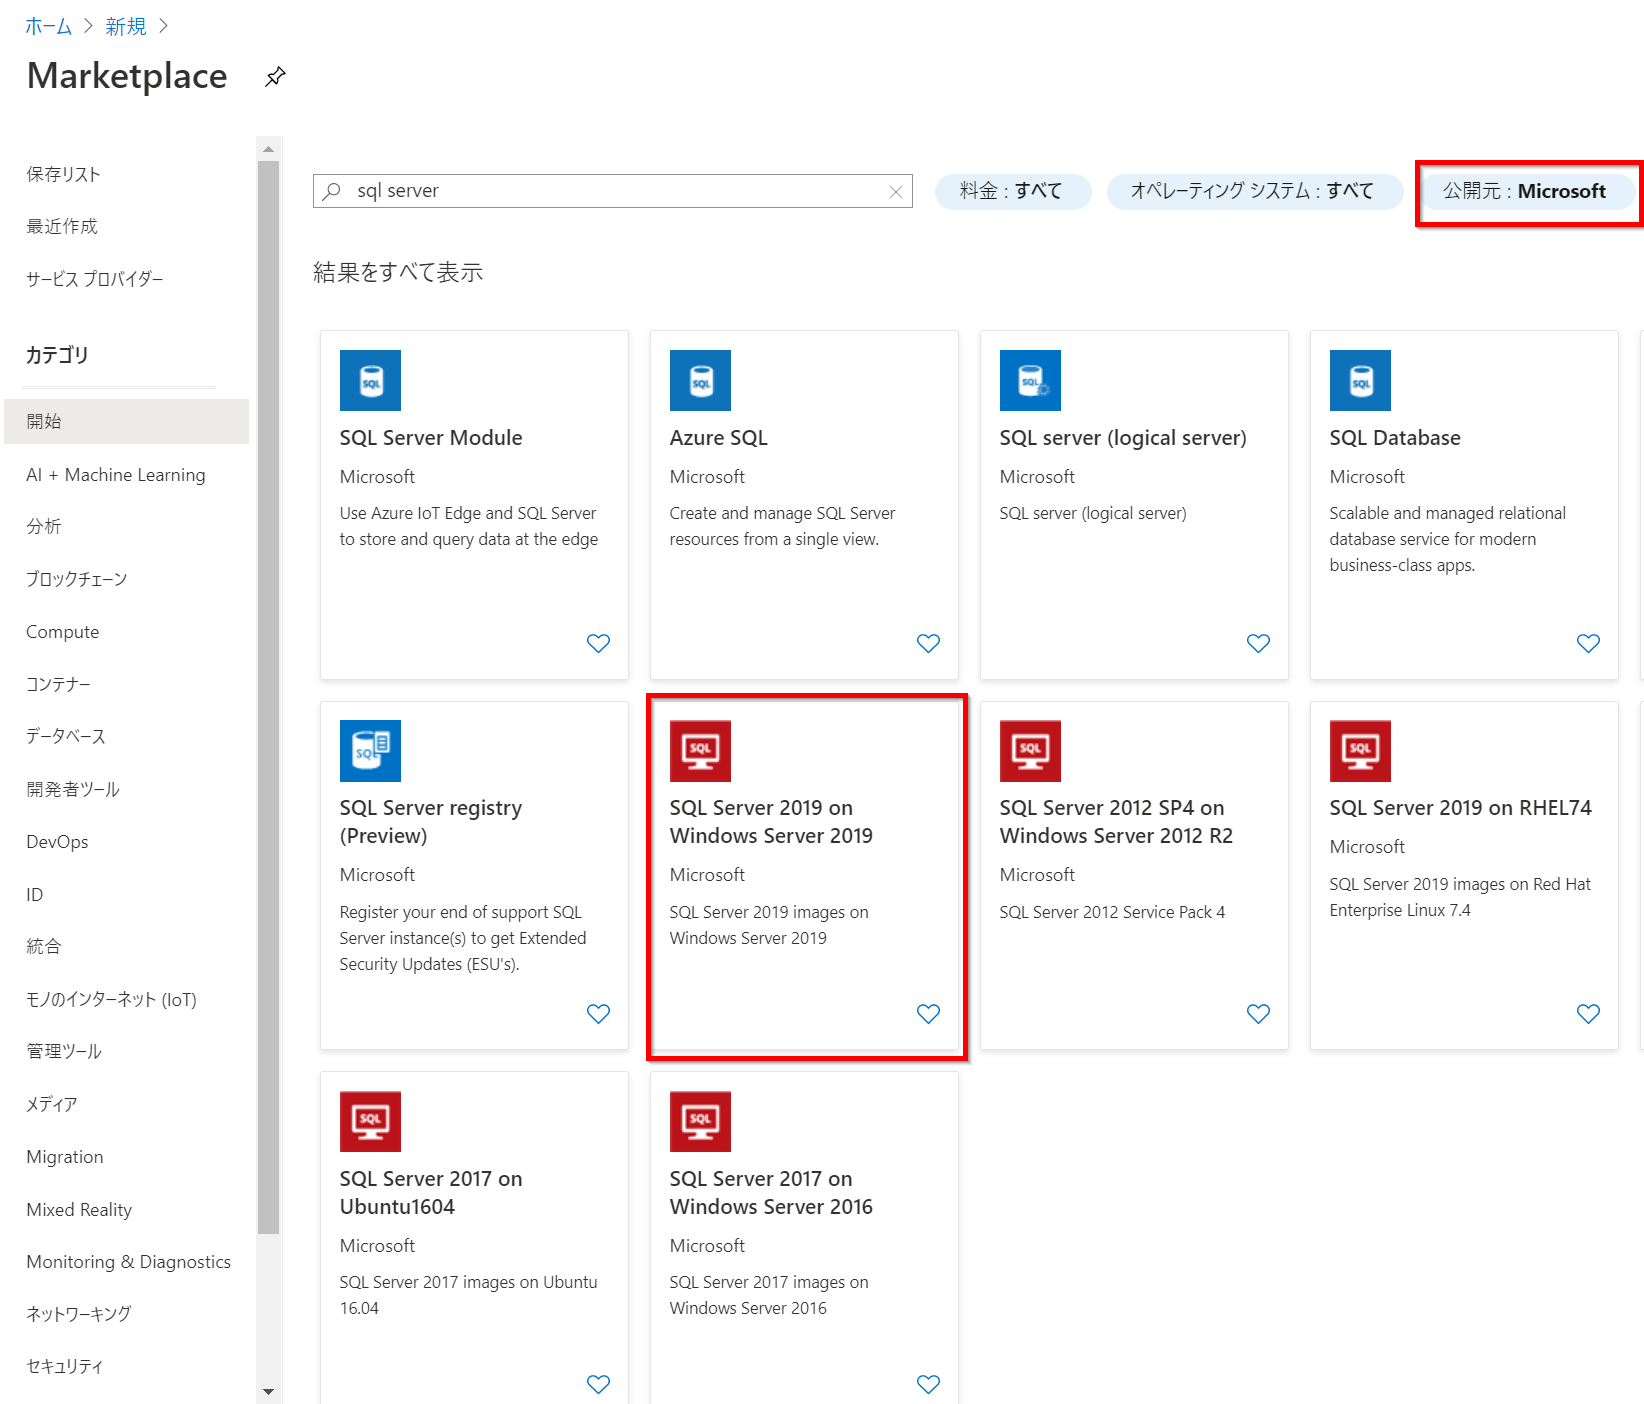 ホーム > 新規 >
Marketplace
保存リスト
最近作成
サービス プロバイダー
カテゴリ
開始
AI + Machine Learning
分析
ブロックチェーン
Compute
コンテナー
データベース
開発者ツール
DevOps
ID
統合
モノのインターネット (IoT)
管理ツール
メディア
Migration
Mixed Reality
Monitoring & Diagnostics
ネットワーキング
セキュリティ
sql server
料金 : すべて
オペレーティング システム : すべて
公開元 : Microsoft
結果をすべて表示
SQL
SQL Server Module
Microsoft
Use Azure IoT Edge and SQL Server
to store and query data at the edge
SQL
Azure SQL
Microsoft
Create and manage SQL Server
resources from a single view.
SQL
SQL server (logical server)
Microsoft
SQL server (logical server)
SQL
SQL Database
Microsoft
Scalable and managed relational
database service for modern
business-class apps.
SQL
SQL Server registry
(Preview)
Microsoft
Register your end of support SQL
Server instance(s) to get Extended
Security Updates (ESU's).
SQL
SQL Server 2019 on
Windows Server 2019
Microsoft
SQL Server 2019 images on
Windows Server 2019
SQL
SQL Server 2012 SP4 on
Windows Server 2012 R2
Microsoft
SQL Server 2012 Service Pack 4
SQL
SQL Server 2019 on RHEL74
Microsoft
SQL Server 2019 images on Red Hat
Enterprise Linux 7.4
SQL
SQL Server 2017 on
Ubuntu1604
Microsoft
SQL Server 2017 images on Ubuntu
16.04
SQL
SQL Server 2017 on
Windows Server 2016
Microsoft
SQL Server 2017 images on
Windows Server 2016